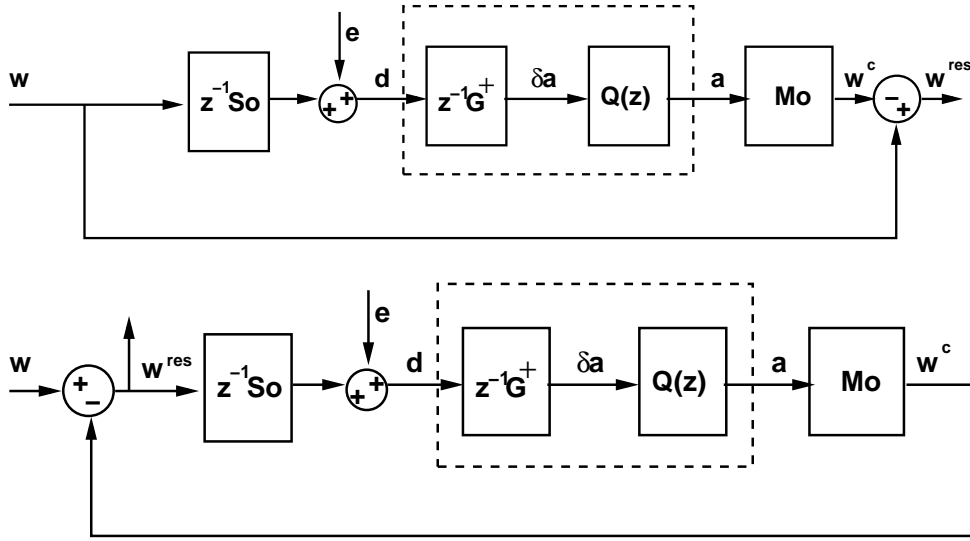 e
w z⁻¹So + + d z⁻¹G⁺ δa Q(z) a Mo wᶜ - + wʳᵉˢ
e
w + - wʳᵉˢ z⁻¹So + + d z⁻¹G⁺ δa Q(z) a Mo wᶜ